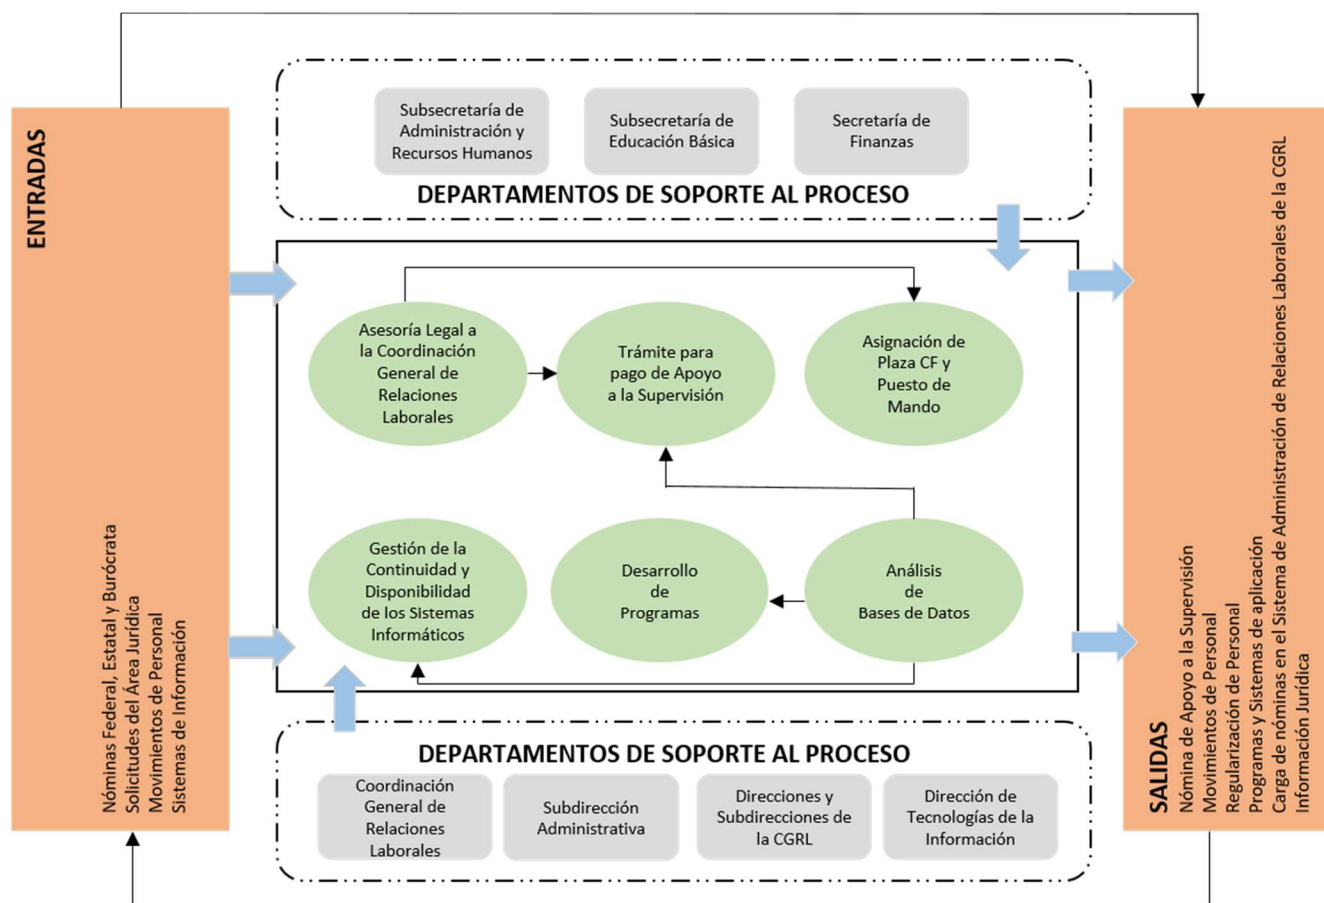 ENTRADAS
Nóminas Federal, Estatal y Burócrata
Solicitudes del Área Jurídica
Movimientos de Personal
Sistemas de Información
Subsecretaría de
Administración y
Recursos Humanos
Subsecretaría de
Educación Básica
Secretaría de
Finanzas
DEPARTAMENTOS DE SOPORTE AL PROCESO
Asesoría Legal a
la Coordinación
General de
Relaciones
Laborales
Trámite para
pago de Apoyo
a la Supervisión
Asignación de
Plaza CF y
Puesto de
Mando
Gestión de la
Continuidad y
Disponibilidad
de los Sistemas
Informáticos
Desarrollo
de
Programas
Análisis
de
Bases de Datos
DEPARTAMENTOS DE SOPORTE AL PROCESO
Coordinación
General de
Relaciones
Laborales
Subdirección
Administrativa
Direcciones y
Subdirecciones de
la CGRL
Dirección de
Tecnologías de la
Información
SALIDAS
Nómina de Apoyo a la Supervisión
Movimientos de Personal
Regularización de Personal
Programas y Sistemas de aplicación
Carga de nóminas en el Sistema de Administración de Relaciones Laborales de la CGRL
Información Jurídica